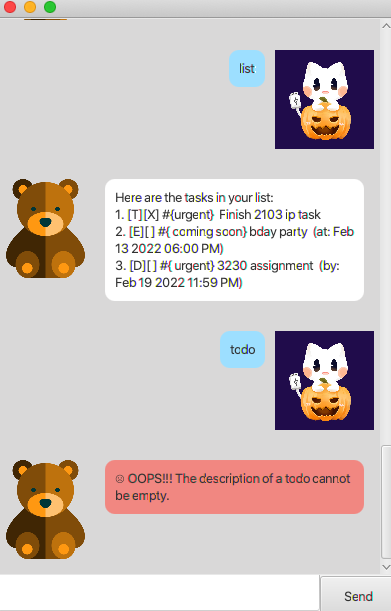 list
Here are the tasks in your list:
1. [T][X] #{urgent}  Finish 2103 ip task
2. [E][ ] #{ coming soon} bday party  (at: Feb
13 2022 06:00 PM)
3. [D][ ] #{ urgent} 3230 assignment  (by:
Feb 19 2022 11:59 PM)
todo
☹ OOPS!!! The description of a todo cannot
be empty.
Send